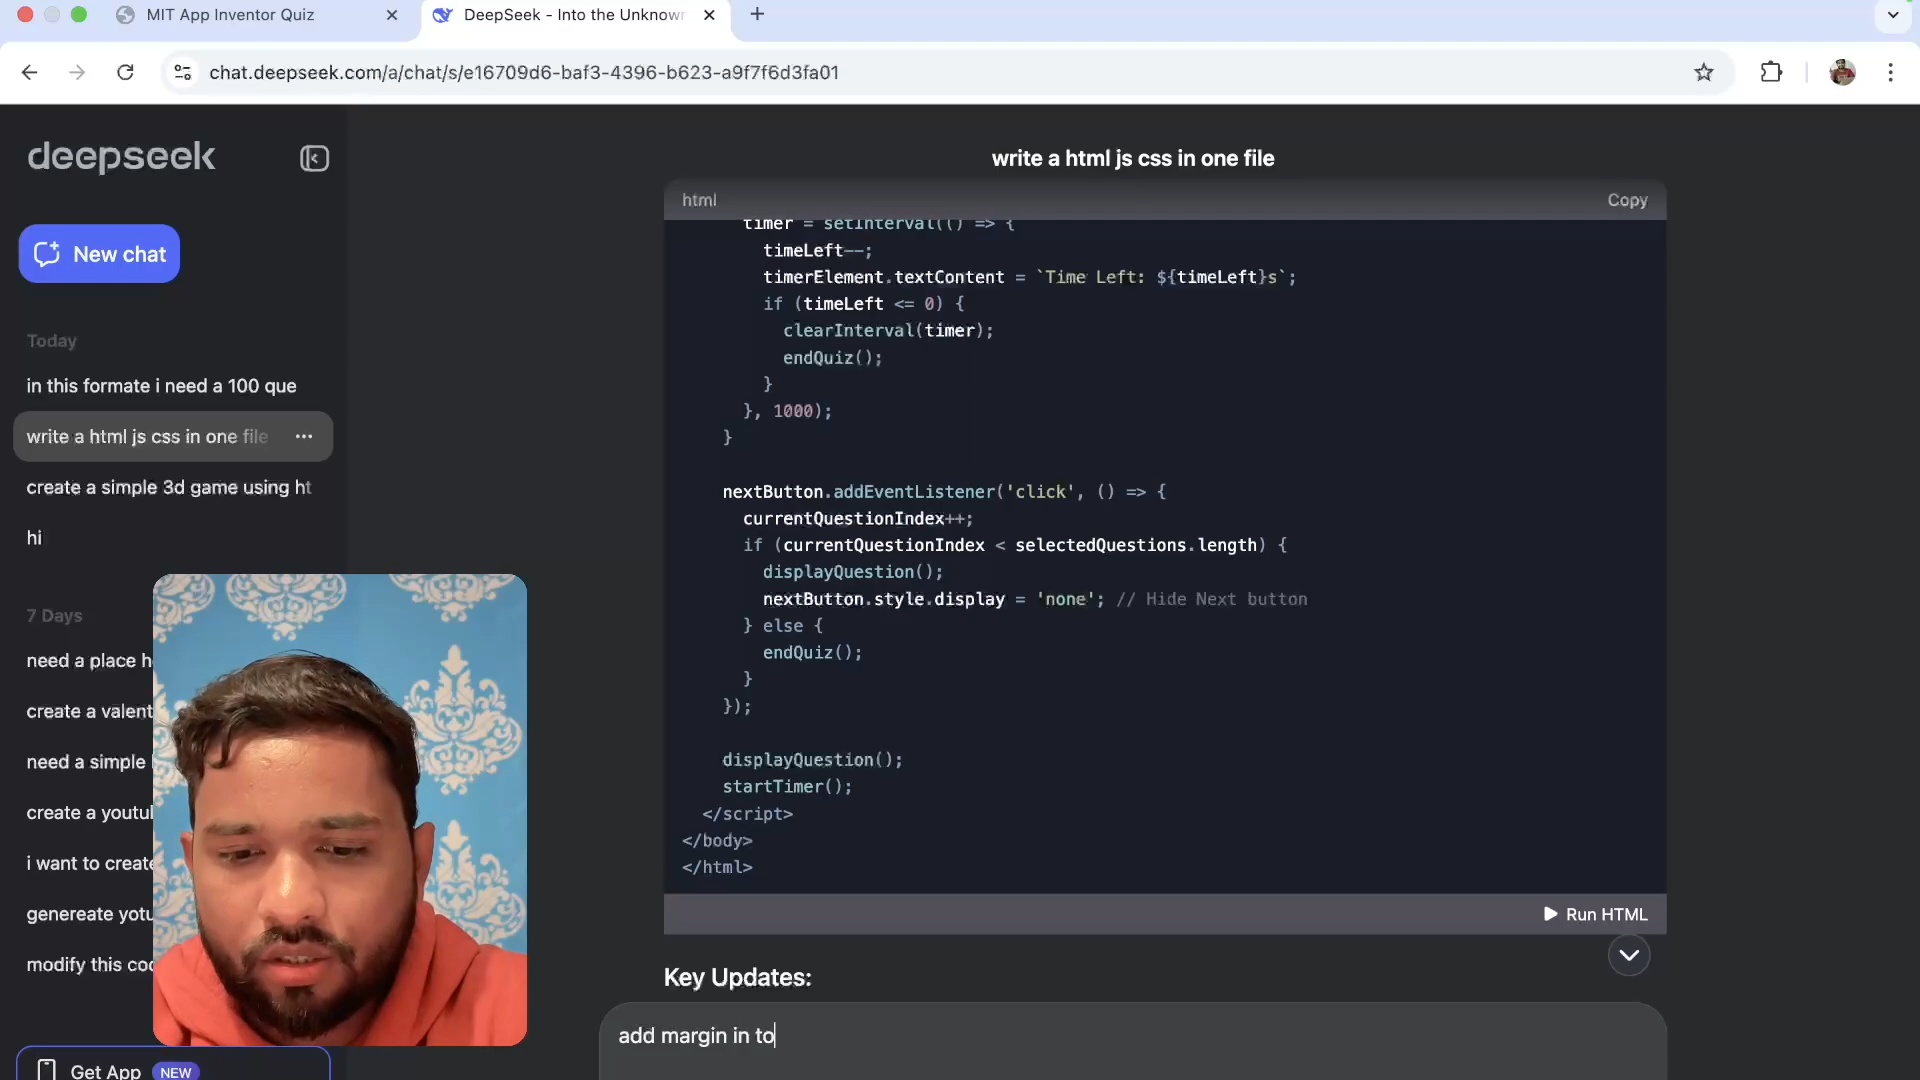 MIT App Inventor Quiz
DeepSeek - Into the Unknow
chat.deepseek.com/a/chat/s/e16709d6-baf3-4396-b623-a9f7f6d3fa01
deepseek
New chat
Today
in this formate i need a 100 que
write a html js css in one file
create a simple 3d game using ht
hi
7 Days
need a place h
create a valent
need a simple
create a youtu
i want to create
genereate yotu
modify this co
Get App NEW
write a html js css in one file
html Copy
timer = setInterval(() => {
timeLeft--;
timerElement.textContent = `Time Left: ${timeLeft}s`;
if (timeLeft <= 0) {
clearInterval(timer);
endQuiz();
}
}, 1000);
}
nextButton.addEventListener('click', () => {
currentQuestionIndex++;
if (currentQuestionIndex < selectedQuestions.length) {
displayQuestion();
nextButton.style.display = 'none'; // Hide Next button
} else {
endQuiz();
}
});
displayQuestion();
startTimer();
</script>
</body>
</html>
Run HTML
Key Updates:
add margin in to